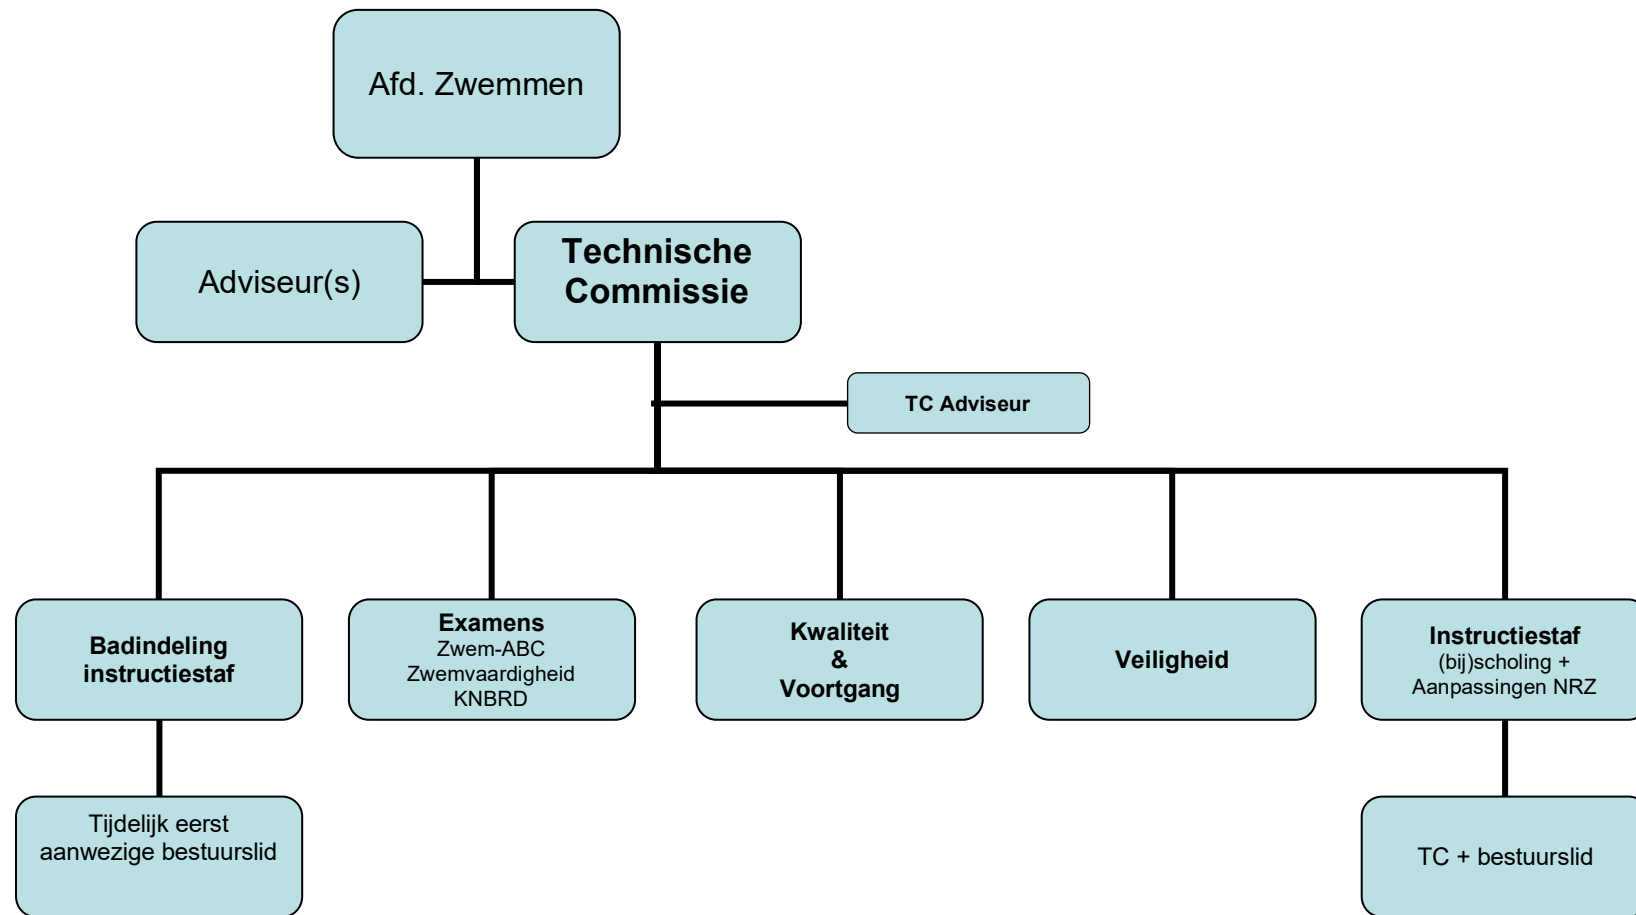 Afd. Zwemmen
Adviseur(s)
Technische
Commissie
TC Adviseur
Badindeling
instructiestaf
Examens
Zwem-ABC
Zwemvaardigheid
KNBRD
Kwaliteit
&
Voortgang
Veiligheid
Instructiestaf
(bij)scholing +
Aanpassingen NRZ
Tijdelijk eerst
aanwezige bestuurslid
TC + bestuurslid